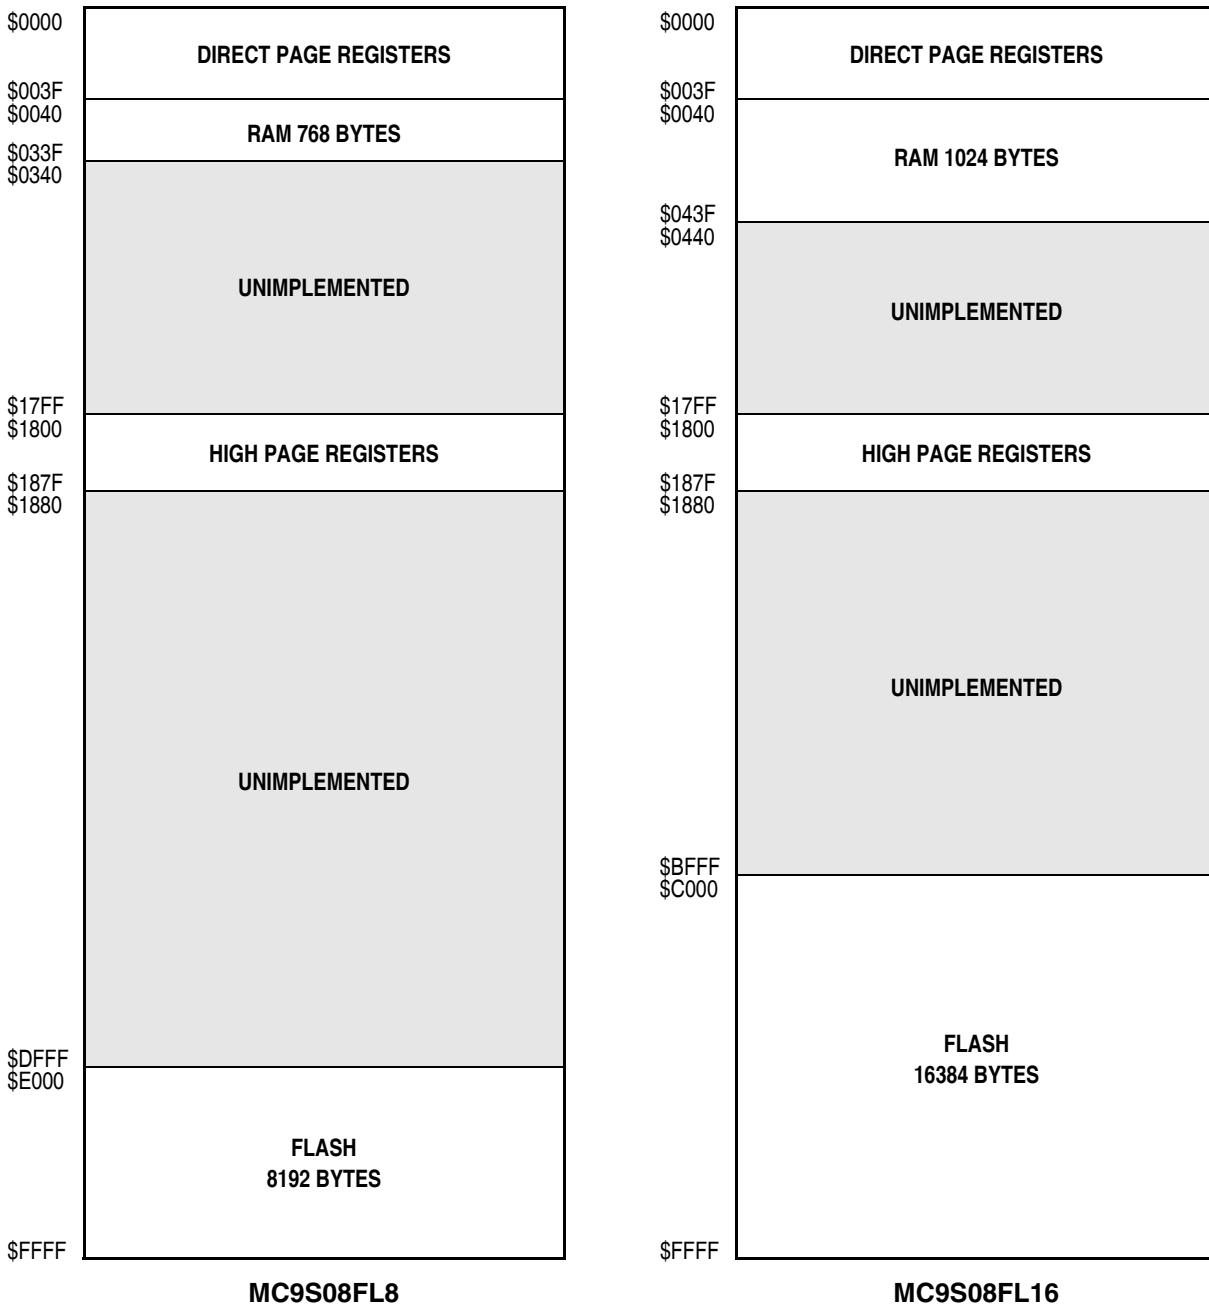 $0000
DIRECT PAGE REGISTERS
$003F
$0040
RAM 768 BYTES
$033F
$0340
UNIMPLEMENTED
$17FF
$1800
HIGH PAGE REGISTERS
$187F
$1880
UNIMPLEMENTED
$DFFF
$E000
FLASH
8192 BYTES
$FFFF
MC9S08FL8
$0000
DIRECT PAGE REGISTERS
$003F
$0040
RAM 1024 BYTES
$043F
$0440
UNIMPLEMENTED
$17FF
$1800
HIGH PAGE REGISTERS
$187F
$1880
UNIMPLEMENTED
$BFFF
$C000
FLASH
16384 BYTES
$FFFF
MC9S08FL16